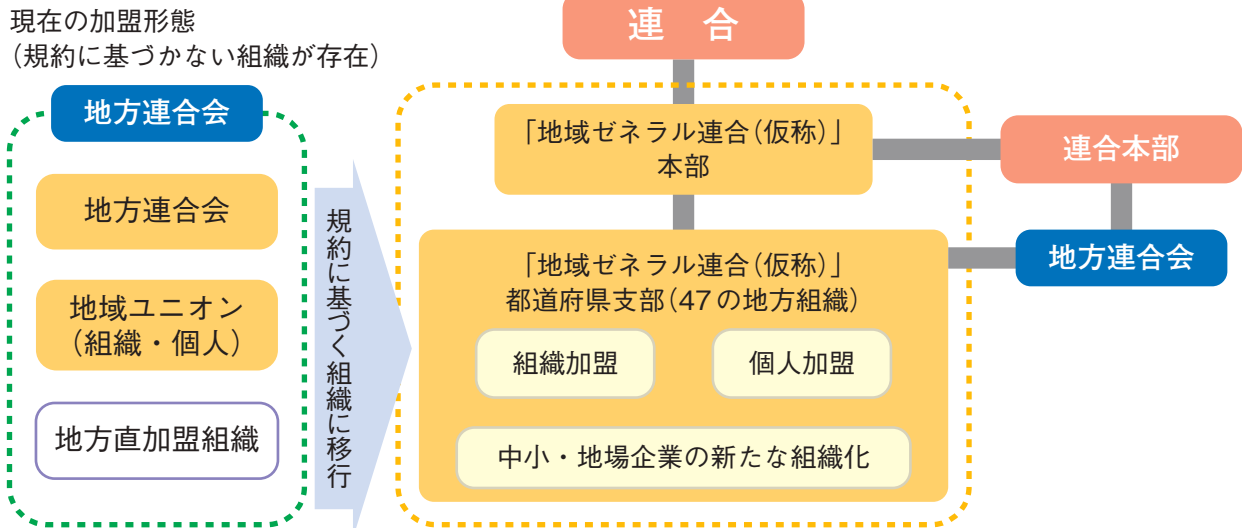 現在の加盟形態
（規約に基づかない組織が存在）
地方連合会
地方連合会
地域ユニオン
（組織・個人）
地方直加盟組織
規約に基づく組織に移行
連　合
「地域ゼネラル連合（仮称）」
本部
連合本部
地方連合会
「地域ゼネラル連合（仮称）」
都道府県支部（47の地方組織）
組織加盟
個人加盟
中小・地場企業の新たな組織化